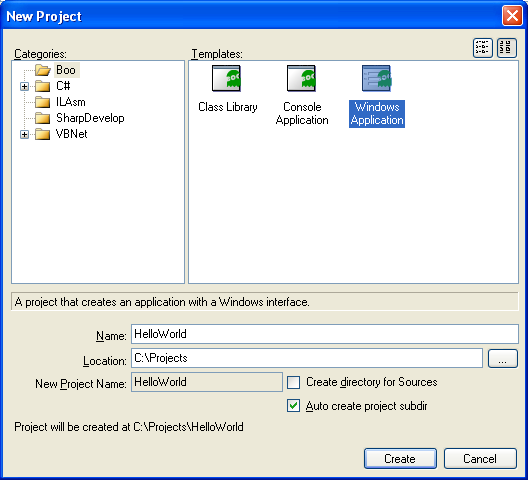 New Project
Categories:
Templates:
Boo
C#
ILAsm
SharpDevelop
VBNet
Class Library
Console
Application
Windows
Application
A project that creates an application with a Windows interface.
Name:
HelloWorld
Location:
C:\Projects
...
New Project Name:
HelloWorld
Create directory for Sources
Auto create project subdir
Project will be created at C:\Projects\HelloWorld
Create
Cancel